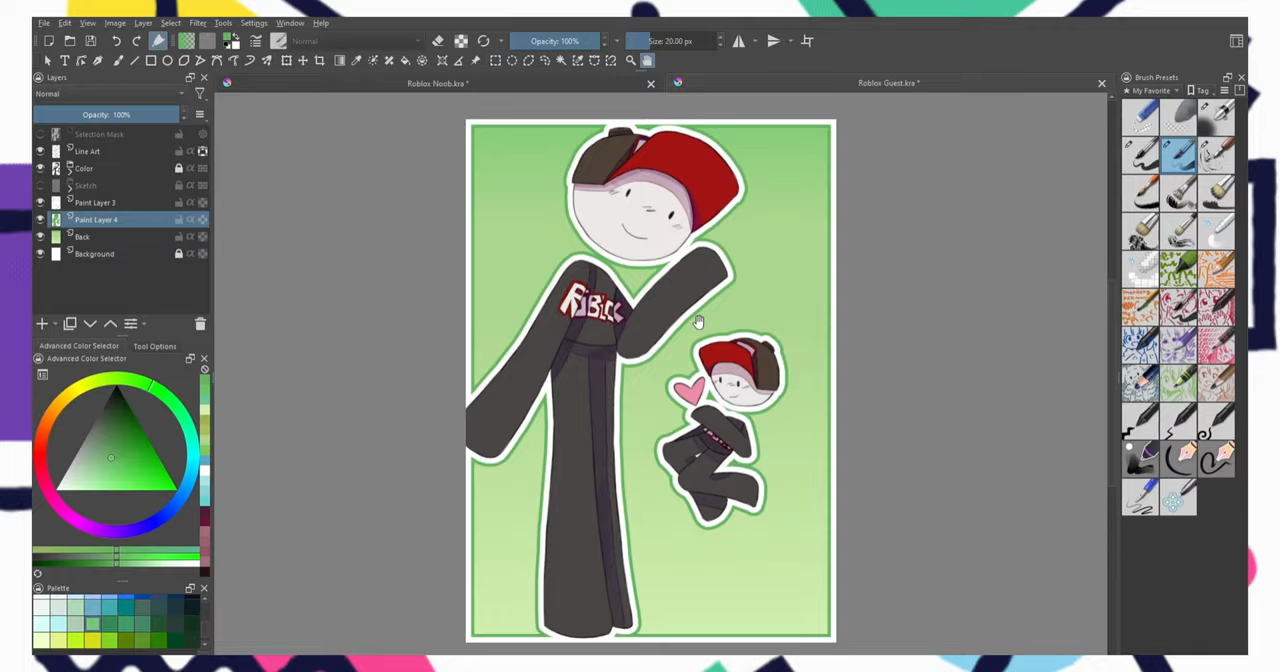 File Edit View Image Layer Select Filter Tools Settings Window Help
Normal Opacity: 100% Size: 20.00 px
Layers
Roblox Noob.kra *
Roblox Guest.kra *
Brush Presets
My Favorite Tag
Normal
Opacity: 100%
Selection Mask
Line Art
Color
Sketch
Paint Layer 3
Paint Layer 4
Back
Background
Advanced Color Selector Tool Options
Advanced Color Selector
Palette